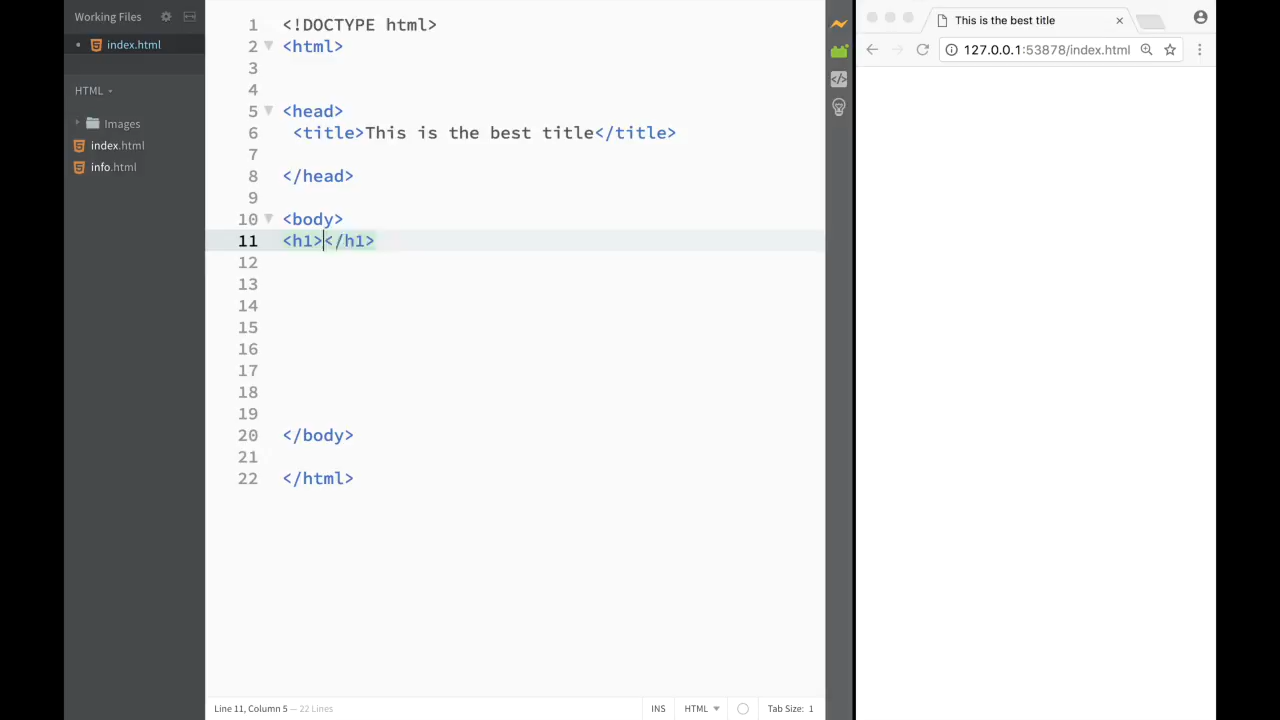 Working Files
index.html
HTML
Images
index.html
info.html
1 <!DOCTYPE html>
2 <html>
3
4
5 <head>
6 <title>This is the best title</title>
7
8 </head>
9
10 <body>
11 <h1></h1>
12
13
14
15
16
17
18
19
20 </body>
21
22 </html>
Line 11, Column 5 — 22 Lines
INS
HTML
Tab Size: 1
This is the best title
127.0.0.1:53878/index.html